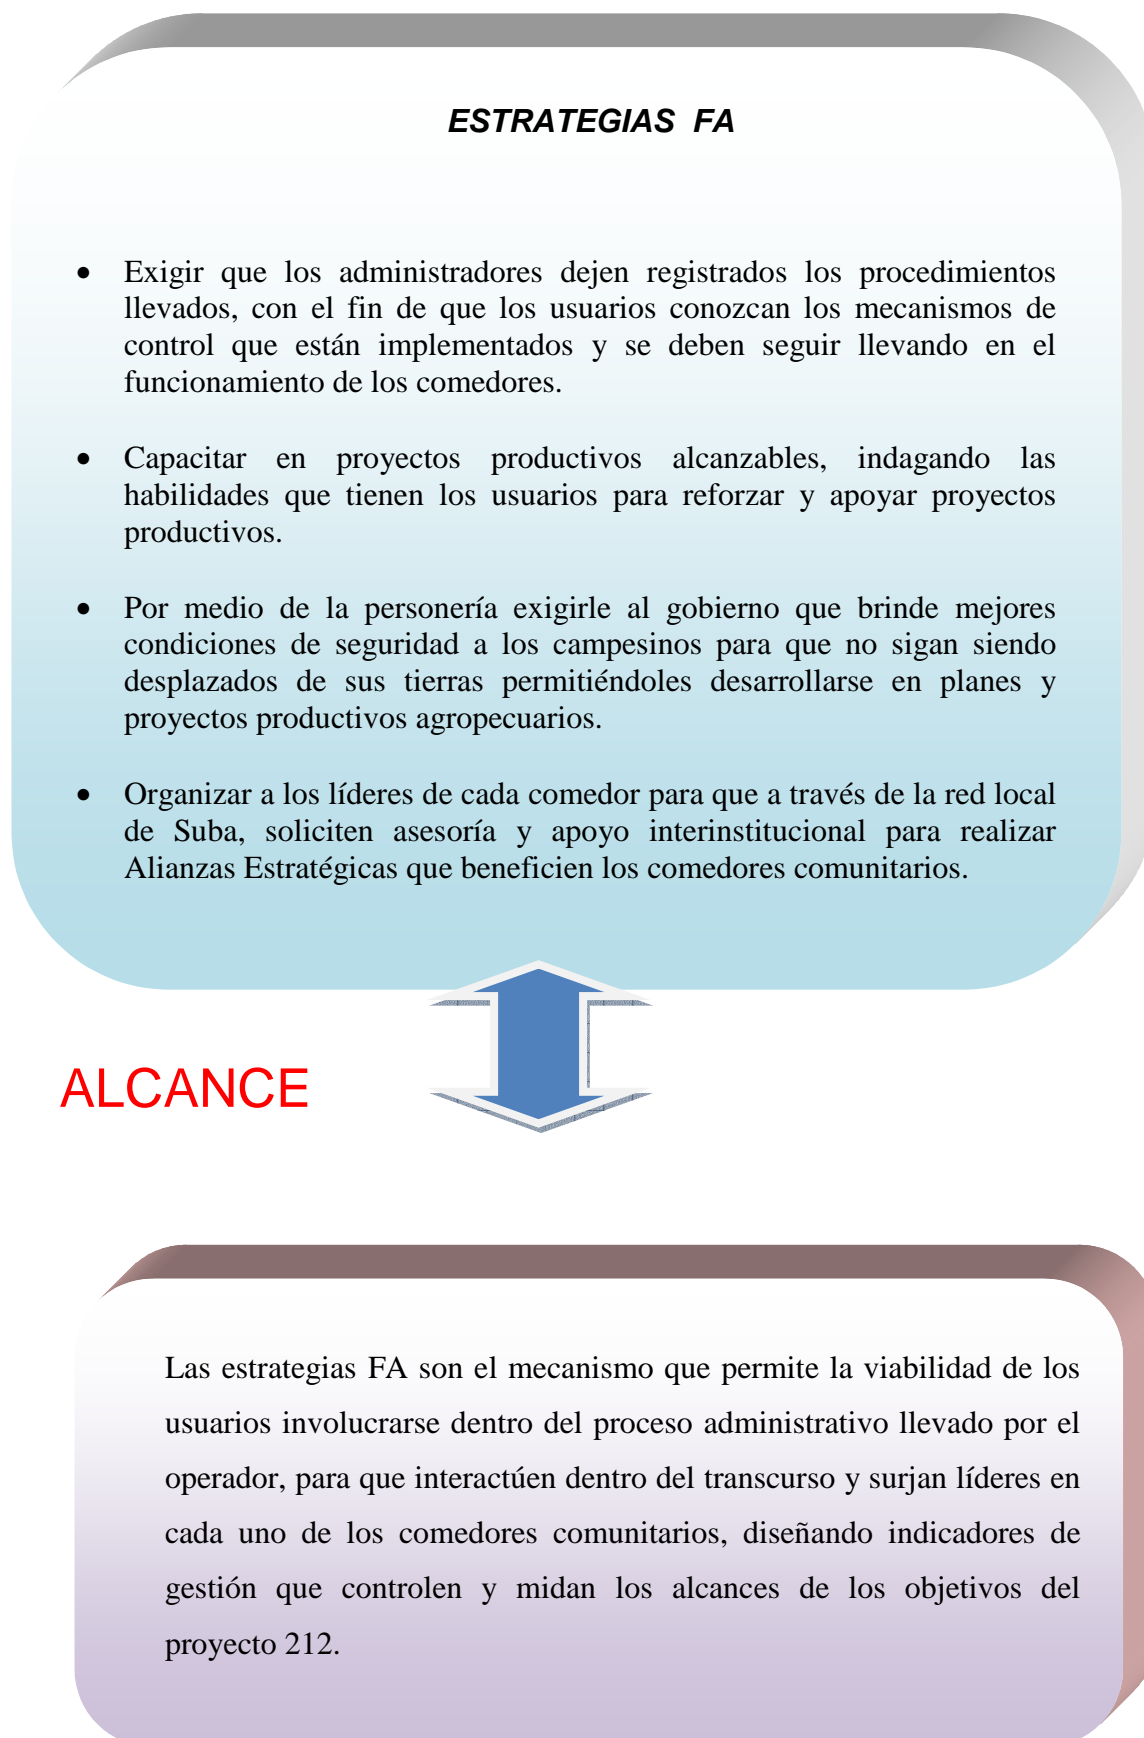 ESTRATEGIAS FA
• Exigir que los administradores dejen registrados los procedimientos
llevados, con el fin de que los usuarios conozcan los mecanismos de
control que están implementados y se deben seguir llevando en el
funcionamiento de los comedores.
• Capacitar en proyectos productivos alcanzables, indagando las
habilidades que tienen los usuarios para reforzar y apoyar proyectos
productivos.
• Por medio de la personería exigirle al gobierno que brinde mejores
condiciones de seguridad a los campesinos para que no sigan siendo
desplazados de sus tierras permitiéndoles desarrollarse en planes y
proyectos productivos agropecuarios.
• Organizar a los líderes de cada comedor para que a través de la red local
de Suba, soliciten asesoría y apoyo interinstitucional para realizar
Alianzas Estratégicas que beneficien los comedores comunitarios.
ALCANCE
Las estrategias FA son el mecanismo que permite la viabilidad de los
usuarios involucrarse dentro del proceso administrativo llevado por el
operador, para que interactúen dentro del transcurso y surjan líderes en
cada uno de los comedores comunitarios, diseñando indicadores de
gestión que controlen y midan los alcances de los objetivos del
proyecto 212.